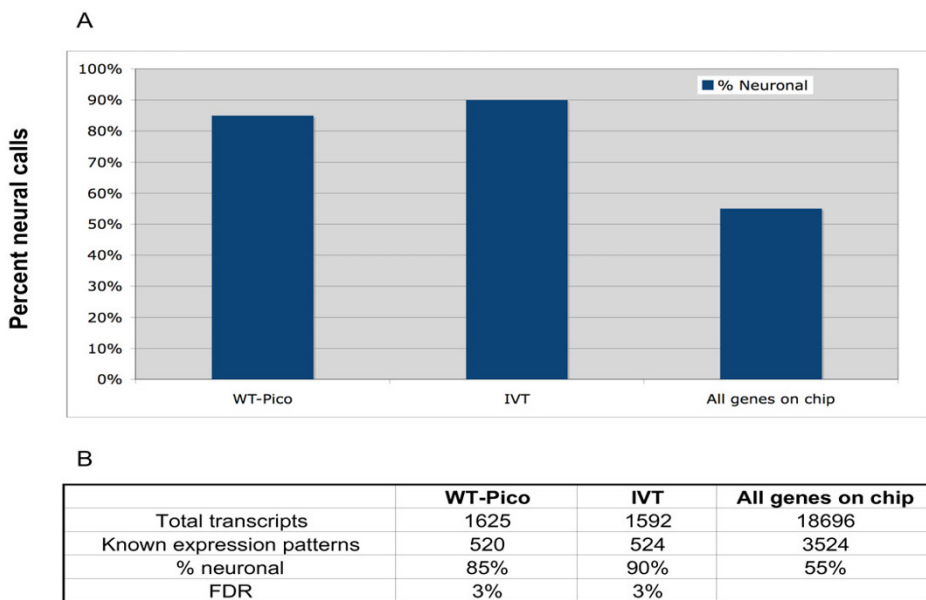 A
Percent neural calls
100%
90%
80%
70%
60%
50%
40%
30%
20%
10%
0%
% Neuronal
WT-Pico IVT All genes on chip
B
WT-Pico IVT All genes on chip
Total transcripts 1625 1592 18696
Known expression patterns 520 524 3524
% neuronal 85% 90% 55%
FDR 3% 3%